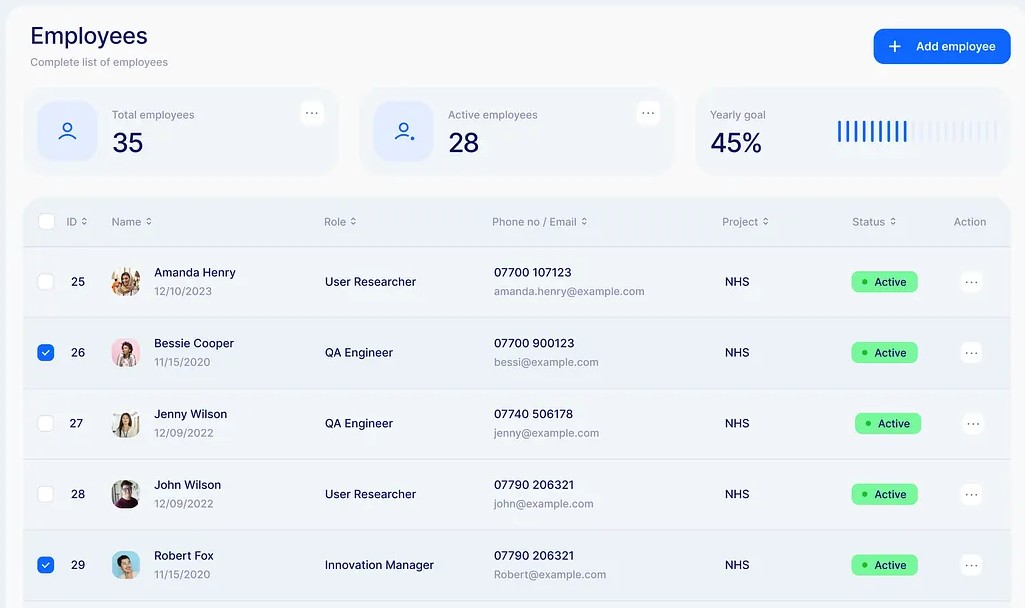 Employees
Complete list of employees
+ Add employee
Total employees
35
Active employees
28
Yearly goal
45%
ID Name Role Phone no / Email Project Status Action
25 Amanda Henry User Researcher 07700 107123 NHS Active
12/10/2023 amanda.henry@example.com
26 Bessie Cooper QA Engineer 07700 900123 NHS Active
11/15/2020 bessi@example.com
27 Jenny Wilson QA Engineer 07740 506178 NHS Active
12/09/2022 jenny@example.com
28 John Wilson User Researcher 07790 206321 NHS Active
12/09/2022 john@example.com
29 Robert Fox Innovation Manager 07790 206321 NHS Active
11/15/2020 Robert@example.com